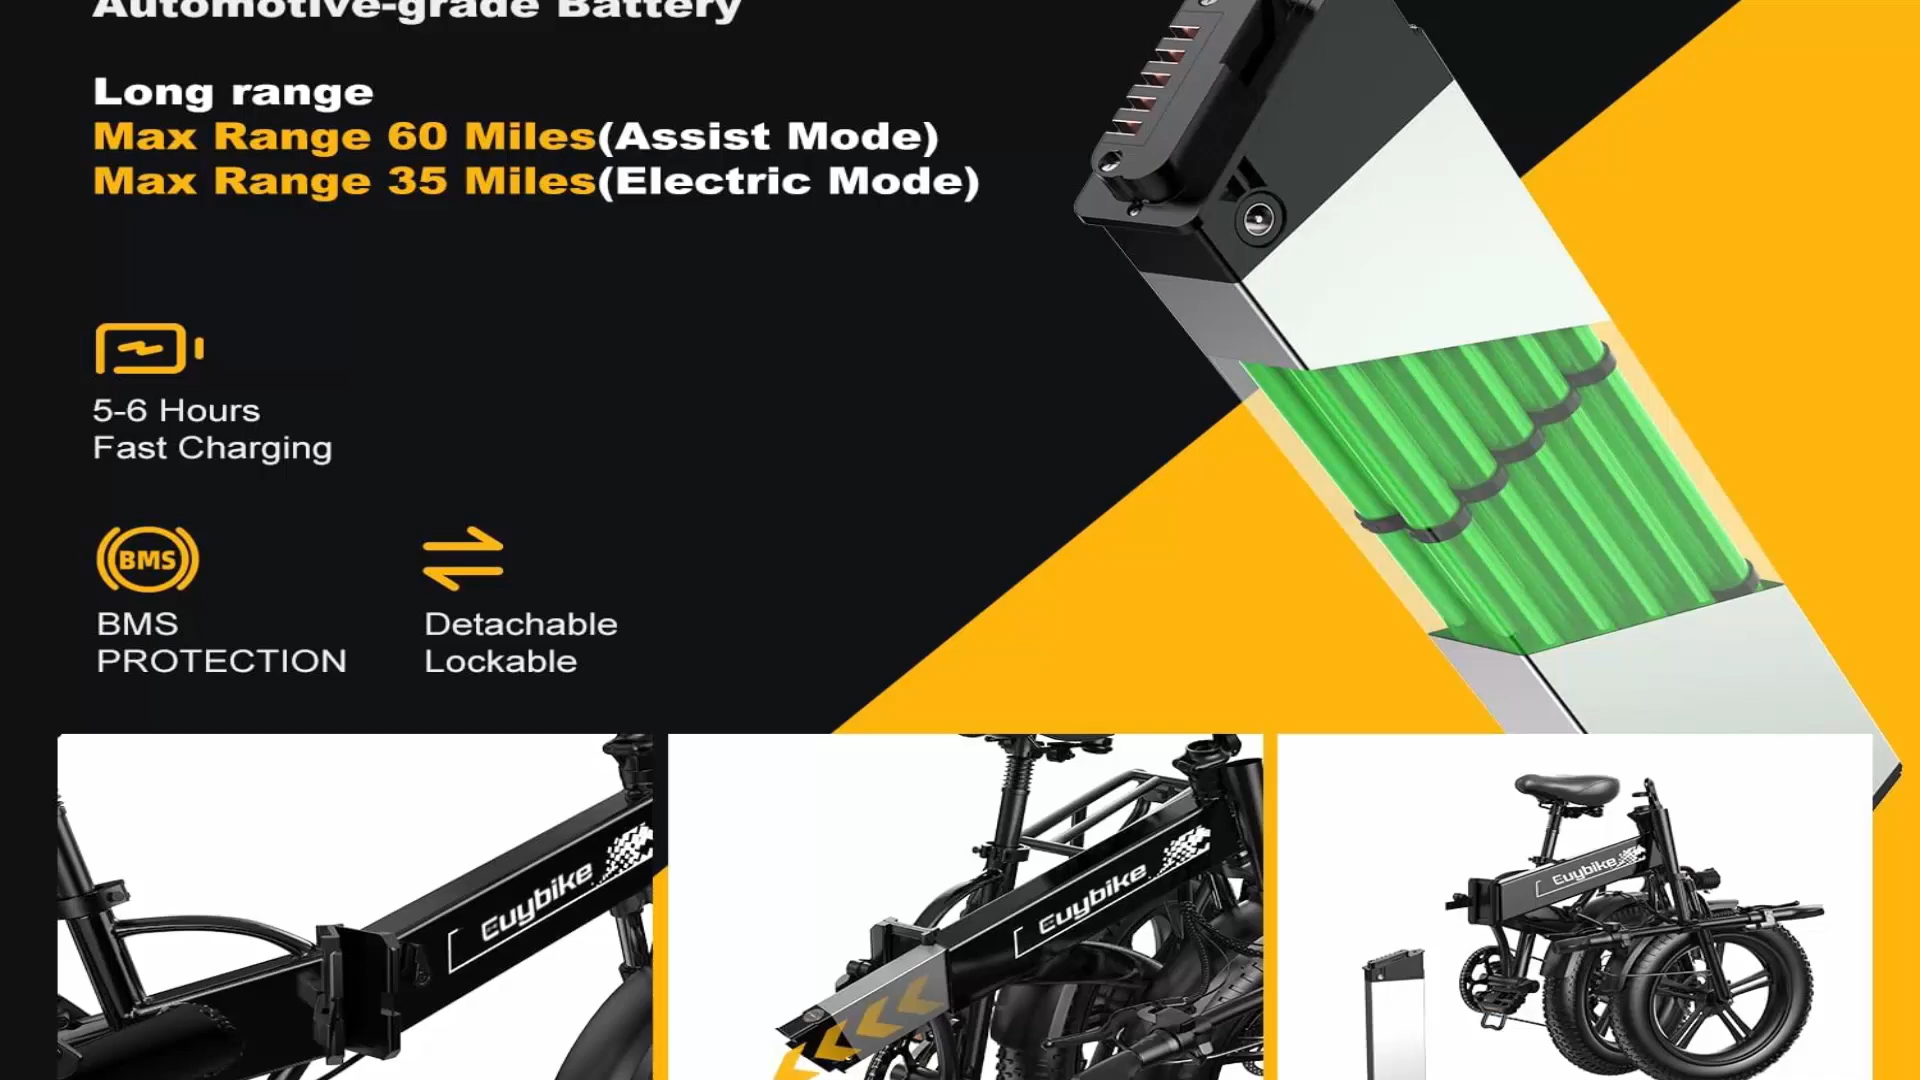 Automotive-grade Battery
Long range
Max Range 60 Miles(Assist Mode)
Max Range 35 Miles(Electric Mode)
5-6 Hours
Fast Charging
BMS
BMS
PROTECTION
Detachable
Lockable
Euybike
Euybike
Euybike